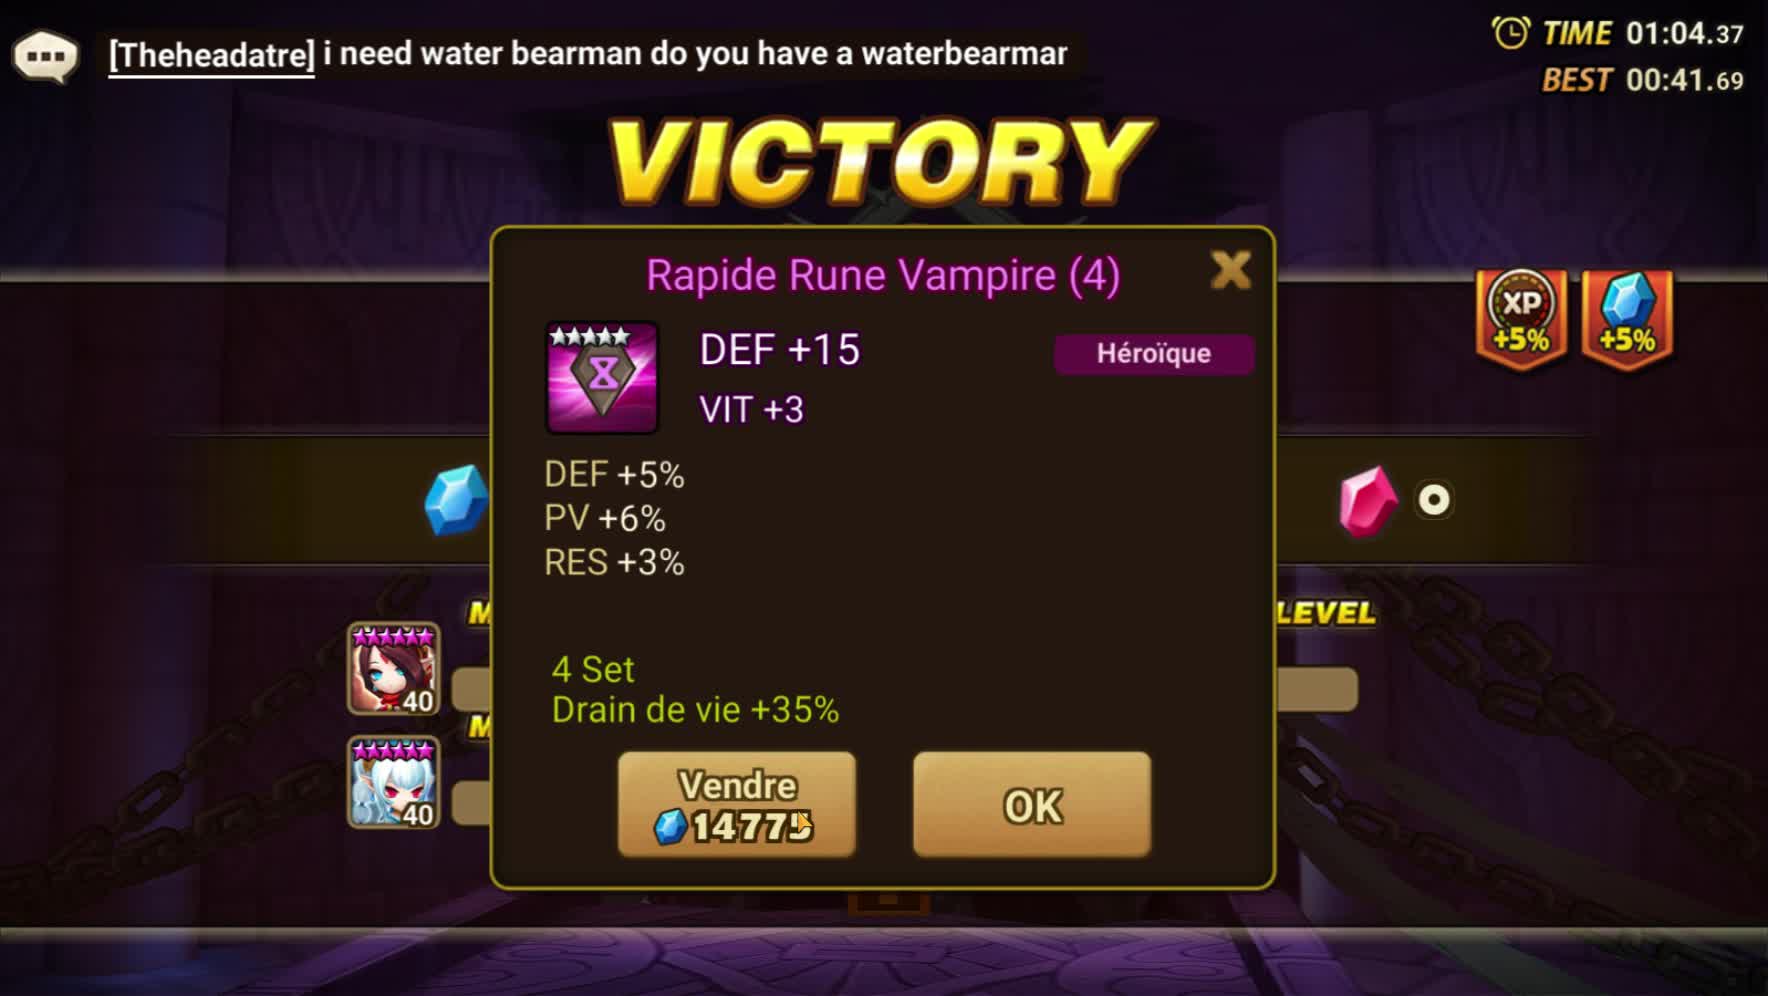 [Theheadatre] i need water bearman do you have a waterbearmar
TIME 01:04.37
BEST 00:41.69
VICTORY
Rapide Rune Vampire (4)
X
DEF +15
Héroïque
VIT +3
DEF +5%
PV +6%
RES +3%
XP
+5%
+5%
0
4 Set
Drain de vie +35%
LEVEL
40
40
Vendre
14775
OK